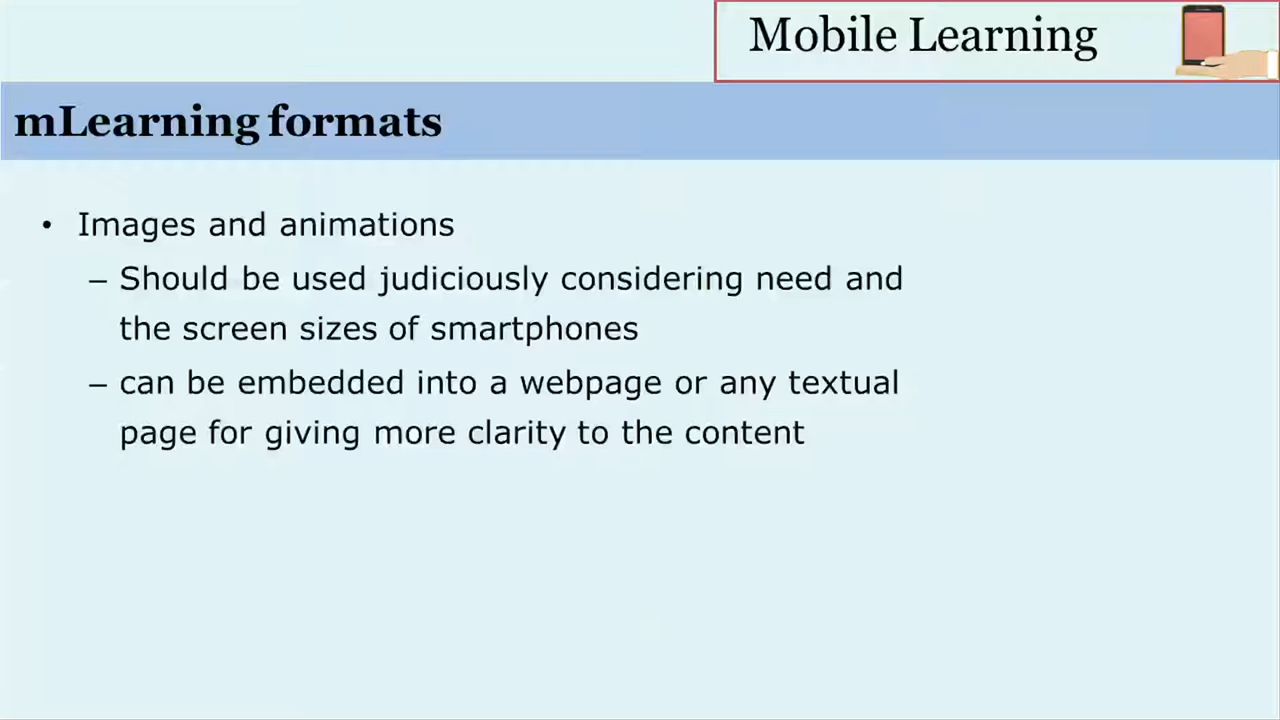 Mobile Learning
mLearning formats
• Images and animations
– Should be used judiciously considering need and
the screen sizes of smartphones
– can be embedded into a webpage or any textual
page for giving more clarity to the content